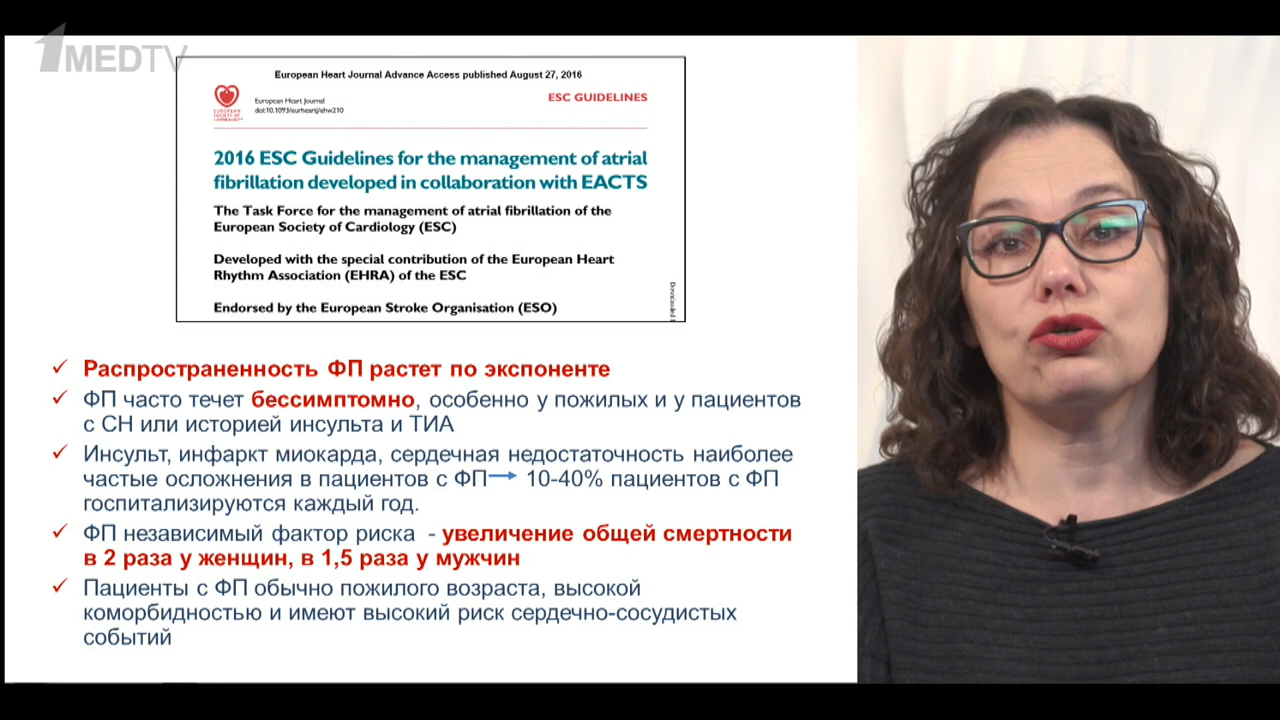 1MEDTV
European Heart Journal Advance Access published August 27, 2016
EUROPEAN
SOCIETY OF
CARDIOLOGY®
European Heart Journal
doi:10.1093/eurheartj/ehw210
ESC GUIDELINES
2016 ESC Guidelines for the management of atrial
fibrillation developed in collaboration with EACTS
The Task Force for the management of atrial fibrillation of the
European Society of Cardiology (ESC)
Developed with the special contribution of the European Heart
Rhythm Association (EHRA) of the ESC
Endorsed by the European Stroke Organisation (ESO)
Downloaded
✓ Распространенность ФП растет по экспоненте
✓ ФП часто течет бессимптомно, особенно у пожилых и у пациентов
с СН или историей инсульта и ТИА
✓ Инсульт, инфаркт миокарда, сердечная недостаточность наиболее
частые осложнения в пациентов с ФП → 10-40% пациентов с ФП
госпитализируются каждый год.
✓ ФП независимый фактор риска - увеличение общей смертности
в 2 раза у женщин, в 1,5 раза у мужчин
✓ Пациенты с ФП обычно пожилого возраста, высокой
коморбидностью и имеют высокий риск сердечно-сосудистых
событий